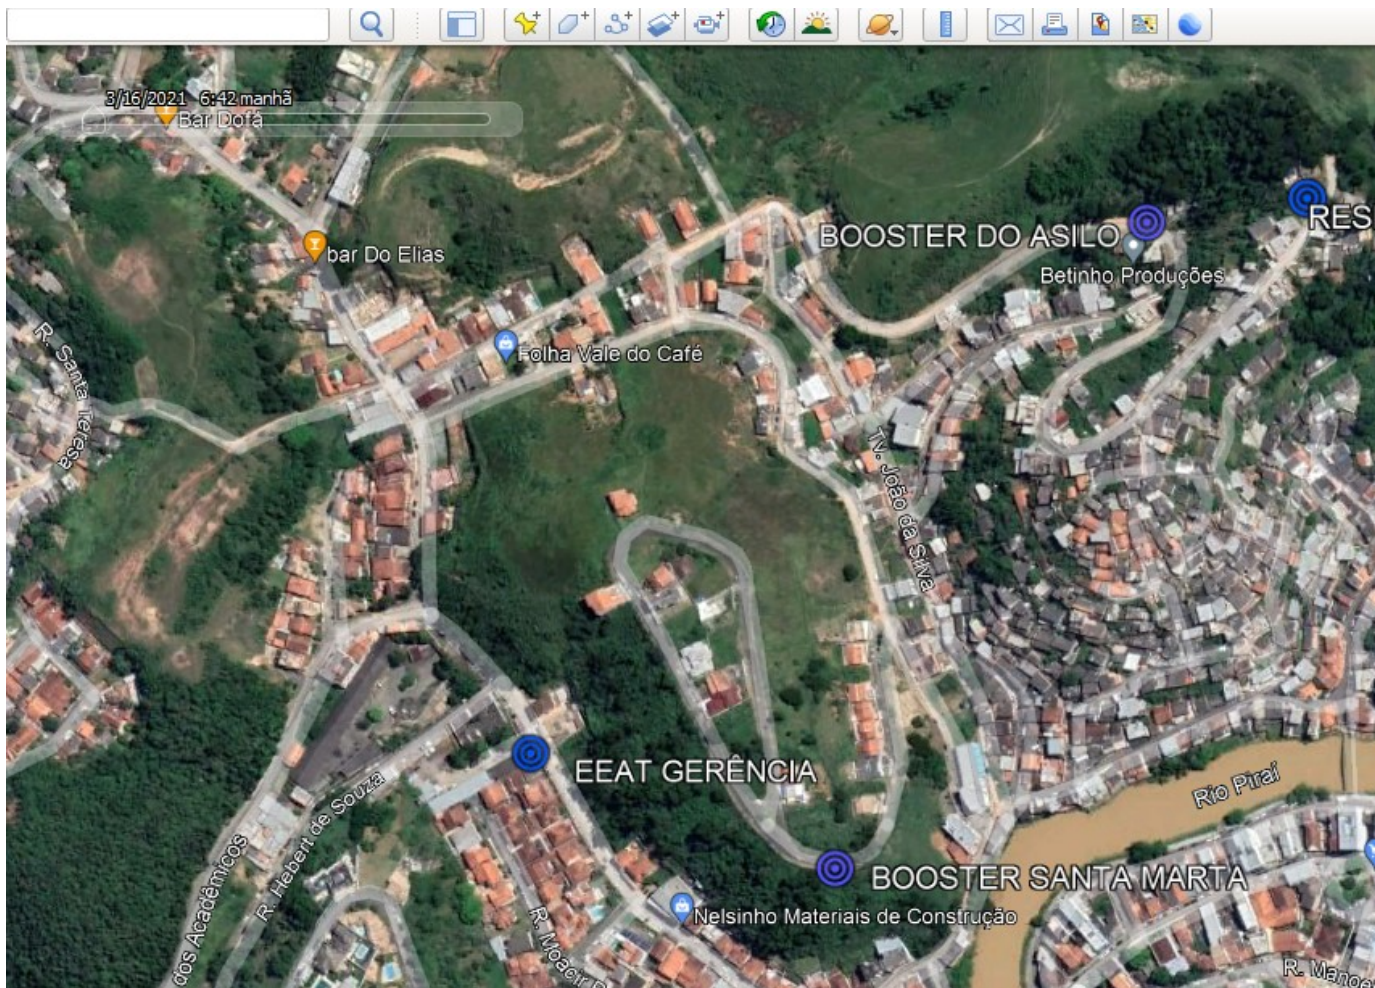 3/16/2021 6:42 manhã
Bar Dofá
bar Do Elias
BOOSTER DO ASILO
RES
Betinho Produções
R. Santa Teresa
Folha Vale do Café
Tv. João da Silva
EEAT GERÊNCIA
Rio Piraí
R. Hebert de Souza
dos Acadêmicos
BOOSTER SANTA MARTA
Nelsinho Materiais de Construção
R. Moacir
R. Manoe